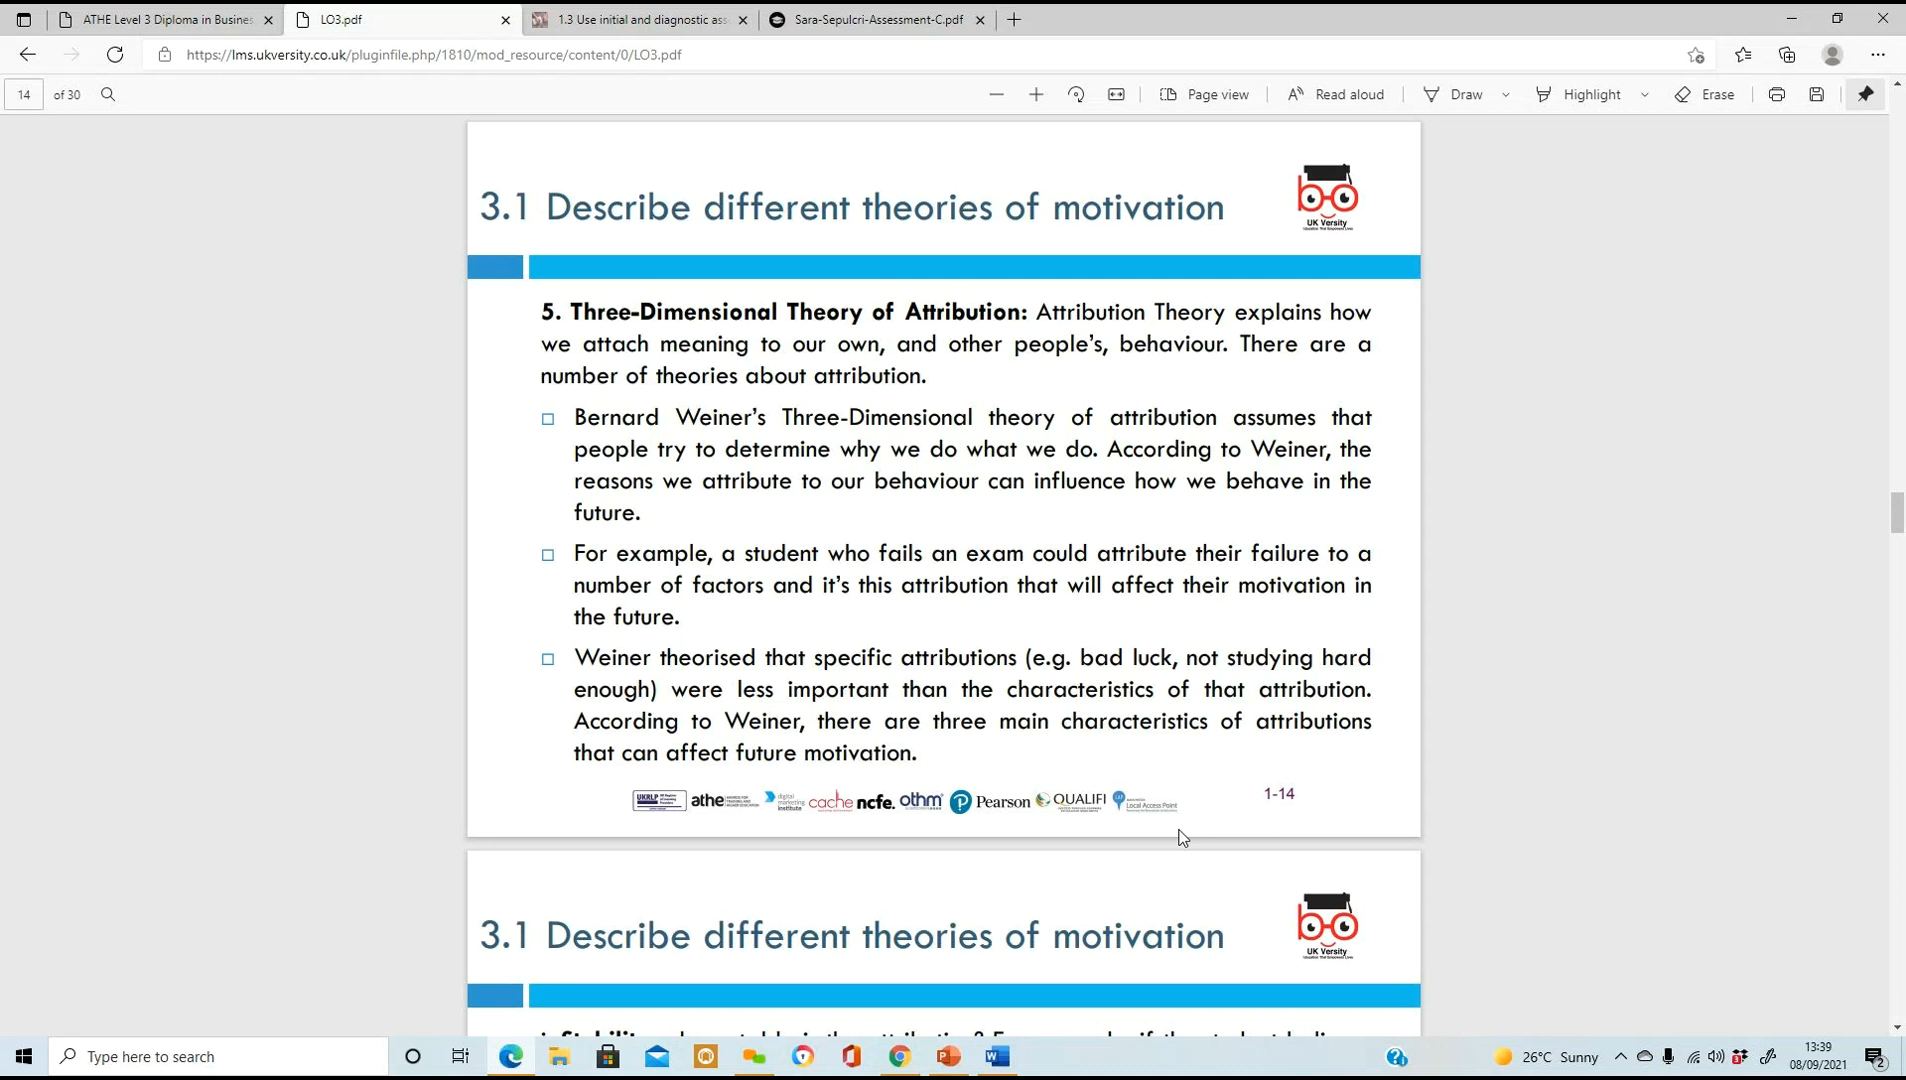 ATHE Level 3 Diploma in Busines
LO3.pdf
1.3 Use initial and diagnostic ass
Sara-Sepulcri-Assessment-C.pdf
https://lms.ukversity.co.uk/pluginfile.php/1810/mod_resource/content/0/LO3.pdf
14 of 30
Page view
Read aloud
Draw
Highlight
Erase
3.1 Describe different theories of motivation
UK Versity
5. Three-Dimensional Theory of Attribution: Attribution Theory explains how
we attach meaning to our own, and other people's, behaviour. There are a
number of theories about attribution.
Bernard Weiner's Three-Dimensional theory of attribution assumes that
people try to determine why we do what we do. According to Weiner, the
reasons we attribute to our behaviour can influence how we behave in the
future.
For example, a student who fails an exam could attribute their failure to a
number of factors and it's this attribution that will affect their motivation in
the future.
Weiner theorised that specific attributions (e.g. bad luck, not studying hard
enough) were less important than the characteristics of that attribution.
According to Weiner, there are three main characteristics of attributions
that can affect future motivation.
UKRLP athe digital marketing institute cache ncfe. othm Pearson QUALIFI Local Access Point
1-14
3.1 Describe different theories of motivation
UK Versity
Type here to search
26°C Sunny
13:39
08/09/2021
2